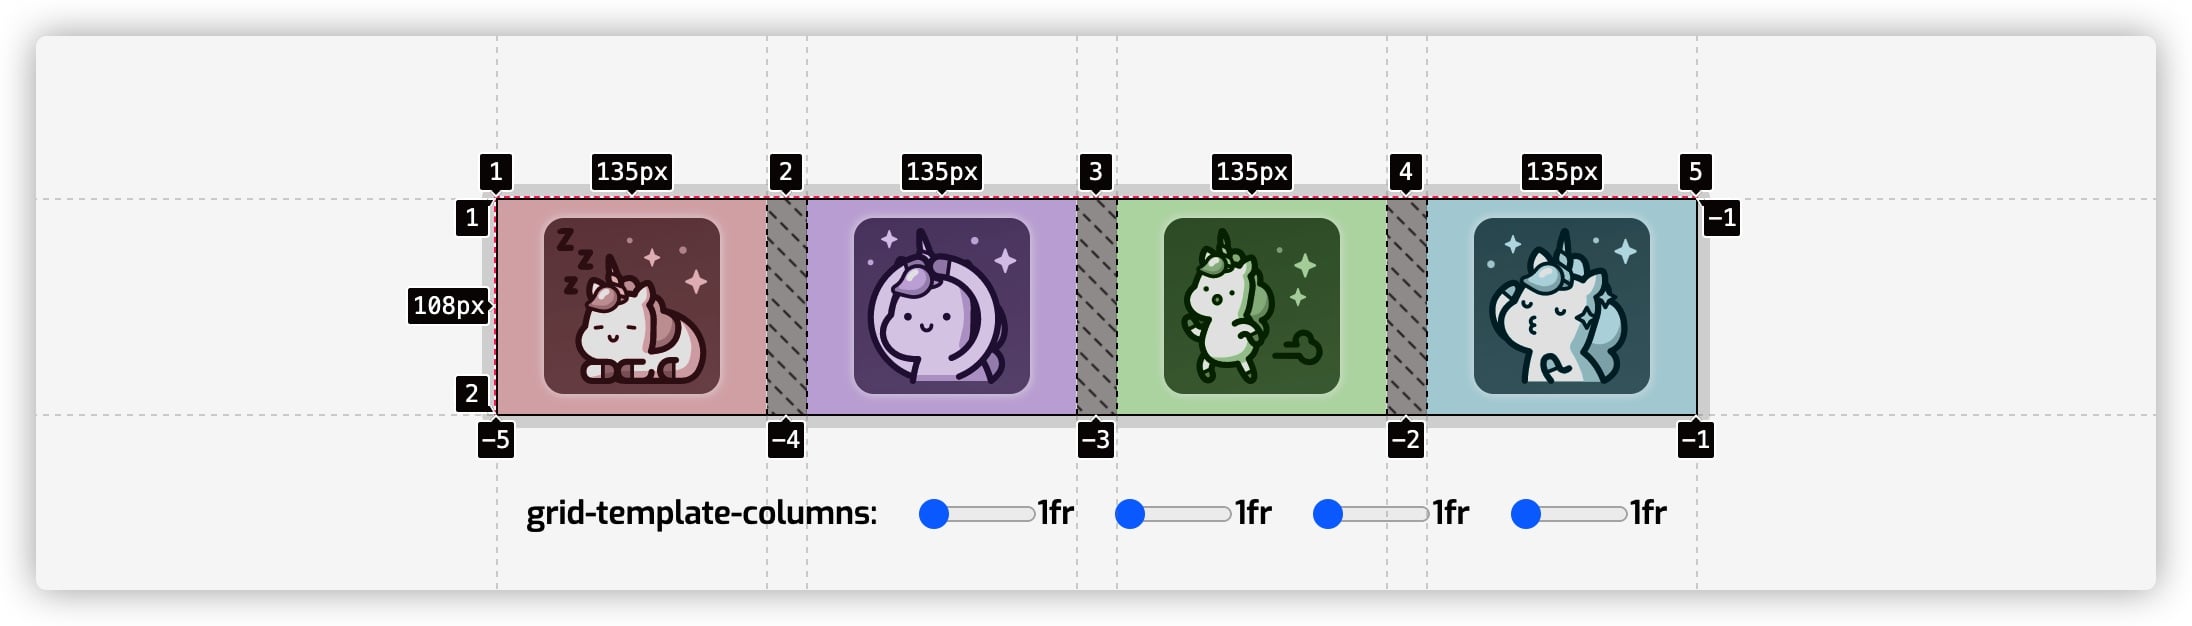 1 135px 2 135px 3 135px 4 135px 5
1 −1
z
z
z
108px
2
−5 −4 −3 −2 −1
grid-template-columns: 1fr 1fr 1fr 1fr